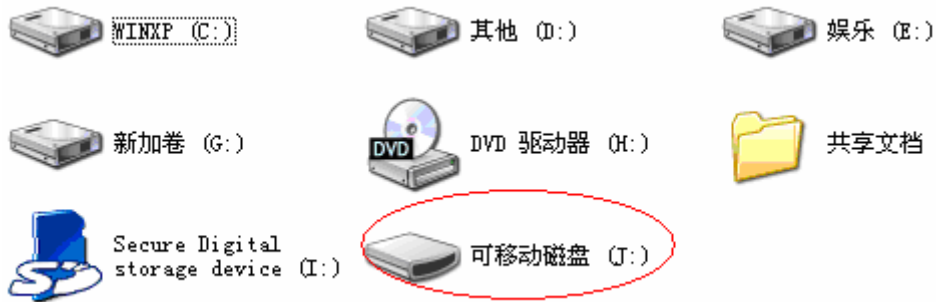 WINXP (C:)
其他 (D:)
娱乐 (E:)
新加卷 (G:)
DVD
DVD 驱动器 (H:)
共享文档
Secure Digital
storage device (I:)
SD
可移动磁盘 (J:)